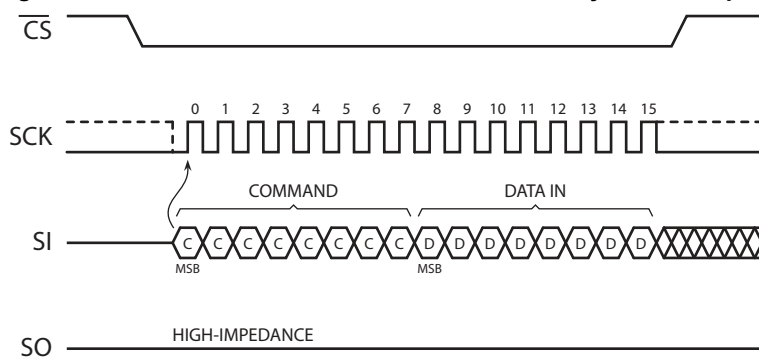 CS
0 1 2 3 4 5 6 7 8 9 10 11 12 13 14 15
SCK
COMMAND DATA IN
SI C C C C C C C C D D D D D D D D
MSB MSB
HIGH-IMPEDANCE
SO